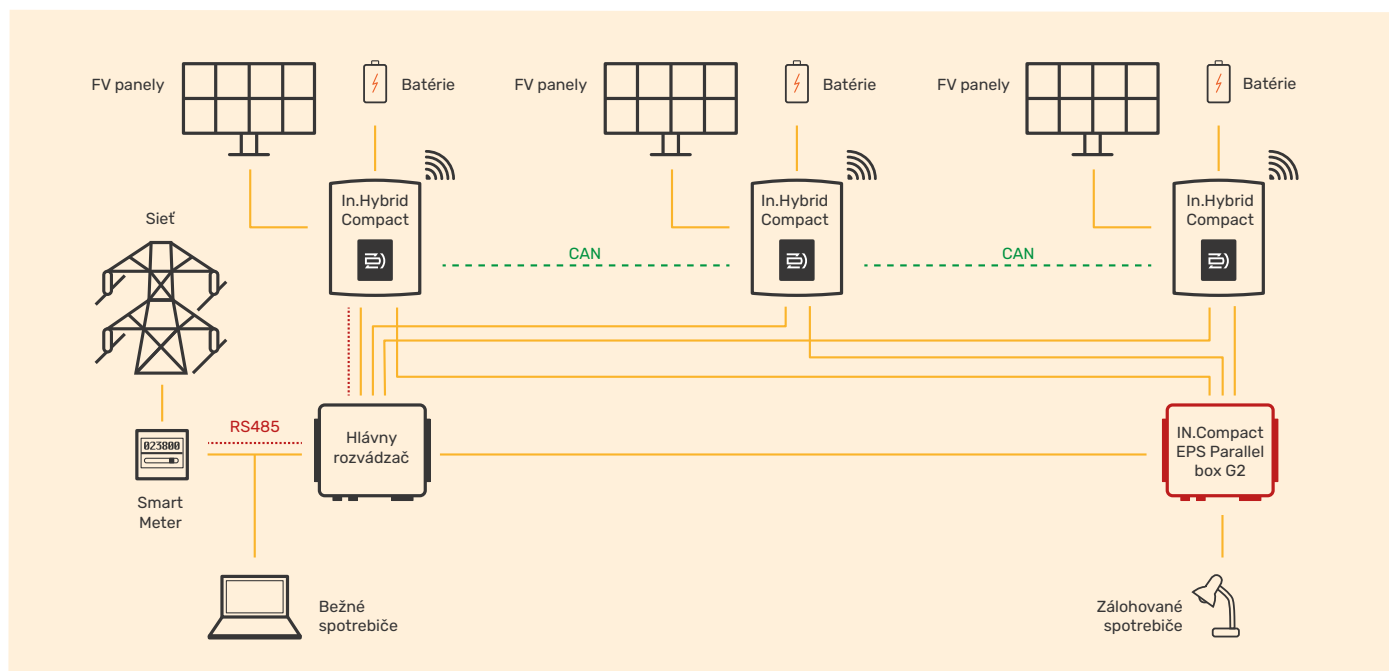 FV panely
Batérie
FV panely
Batérie
FV panely
Batérie
In.Hybrid
Compact
In.Hybrid
Compact
In.Hybrid
Compact
Sieť
CAN
CAN
RS485
023800
Hlávny
rozvádzač
IN.Compact
EPS Parallel
box G2
Smart
Meter
Bežné
spotrebiče
Zálohované
spotrebiče